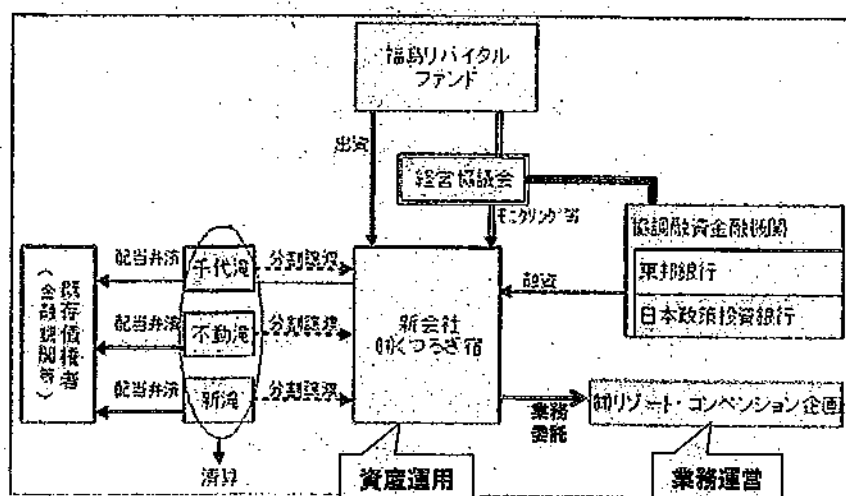 福島リバイタル
ファンド
出資
経営協議会
モニタリング等
協調融資金融機関
東邦銀行
日本政策投資銀行
融資
既存債権者
(金融機関等)
配当弁済
千代滝
分割譲渡
配当弁済
不動滝
分割譲渡
配当弁済
新滝
分割譲渡
清算
新会社
㈱くつろぎ宿
業務
委託
㈱リゾート・コンベンション企画
資産運用
業務運営